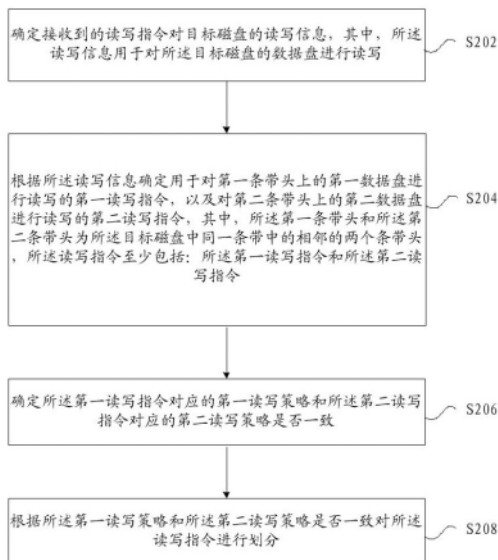 确定接收到的读写指令对目标磁盘的读写信息，其中，所述
读写信息用于对所述目标磁盘的数据盘进行读写
S202
根据所述读写信息确定用于对第一条带头上的第一数据盘进
行读写的第一读写指令，以及对第二条带头上的第二数据盘
进行读写的第二读写指令，其中，所述第一条带头和所述第
二条带头为所述目标磁盘中同一条带中的相邻的两个条带头
，所述读写指令至少包括：所述第一读写指令和所述第二读
写指令
S204
确定所述第一读写指令对应的第一读写策略和所述第二读写
指令对应的第二读写策略是否一致
S206
根据所述第一读写策略和所述第二读写策略是否一致对所述
读写指令进行划分
S208